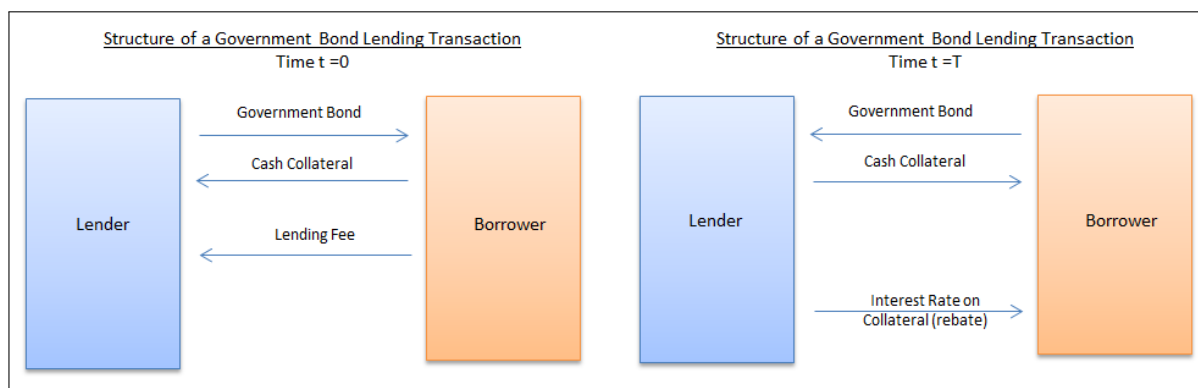 Structure of a Government Bond Lending Transaction
Time t =0
Government Bond
Cash Collateral
Lender
Borrower
Lending Fee
Structure of a Government Bond Lending Transaction
Time t =T
Government Bond
Cash Collateral
Lender
Borrower
Interest Rate on
Collateral (rebate)